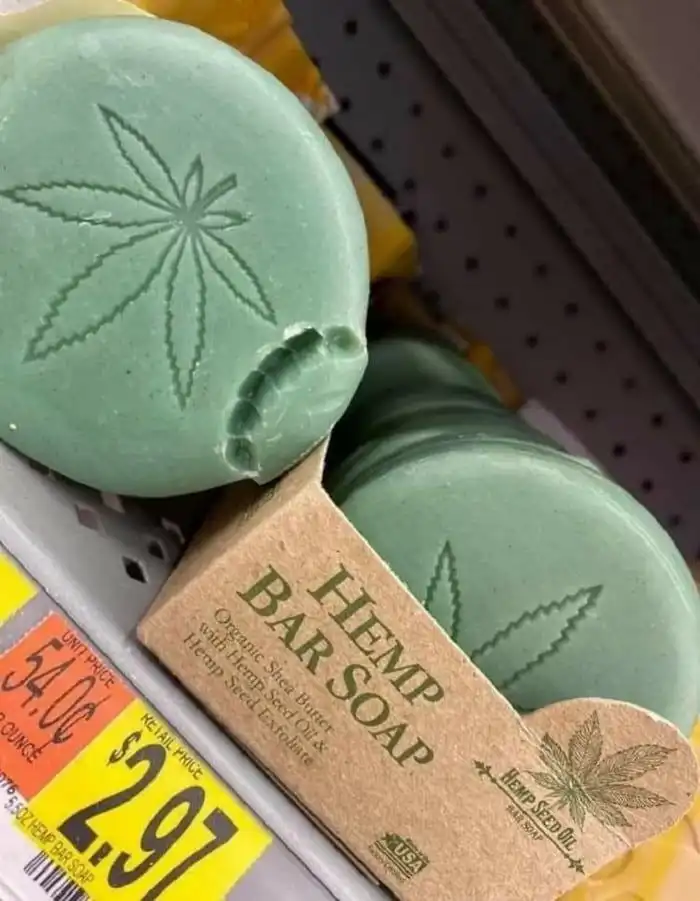 HEMP
BAR SOAP
Organic Shea Butter
with Hemp Seed Oil &
Hemp Seed Exfoliate
HEMP SEED OIL
BAR SOAP
USA
UNIT PRICE
54.0¢
OUNCE
RETAIL PRICE
$2.97
5.5OZ HEMP BAR SOAP